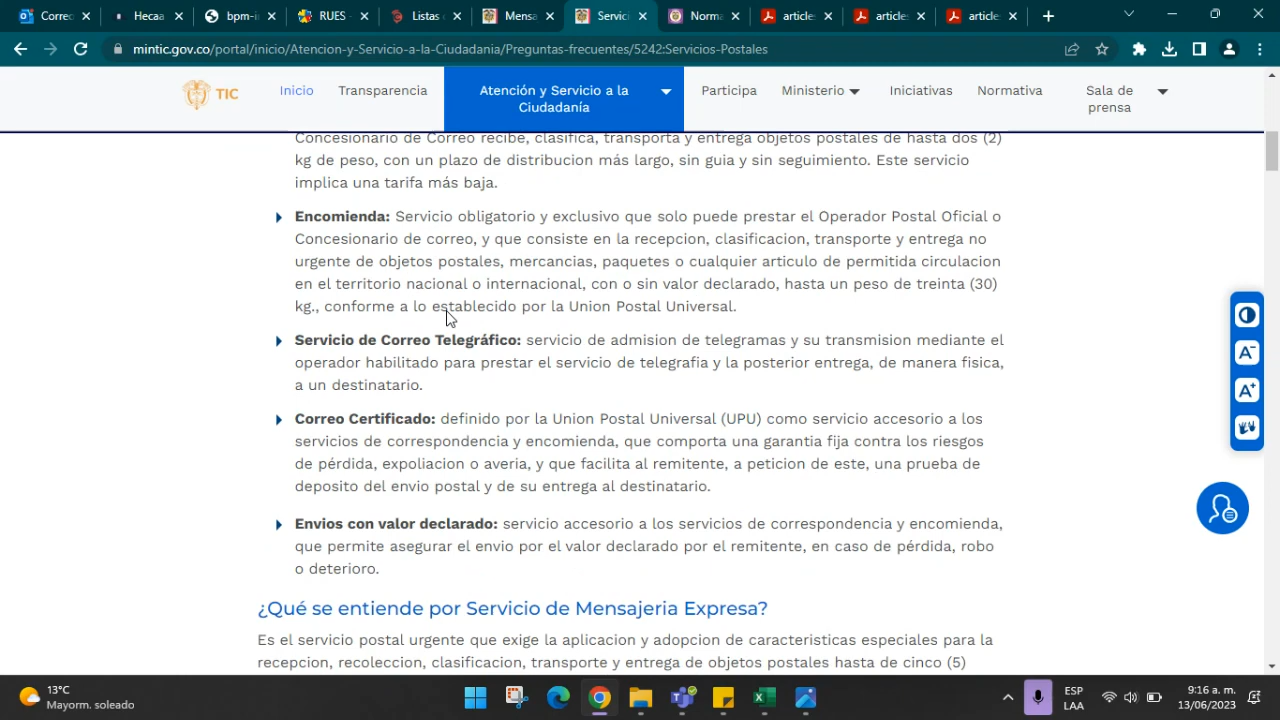 Correo
Hecaa
bpm-i
RUES -
Listas
Mensa
Servici
Norma
articles
articles
articles
mintic.gov.co/portal/inicio/Atencion-y-Servicio-a-la-Ciudadania/Preguntas-frecuentes/5242:Servicios-Postales
TIC
Inicio
Transparencia
Atención y Servicio a la
Ciudadanía
Participa
Ministerio
Iniciativas
Normativa
Sala de
prensa
Concesionario de Correo recibe, clasifica, transporta y entrega objetos postales de hasta dos (2)
kg de peso, con un plazo de distribucion más largo, sin guia y sin seguimiento. Este servicio
implica una tarifa más baja.
Encomienda: Servicio obligatorio y exclusivo que solo puede prestar el Operador Postal Oficial o
Concesionario de correo, y que consiste en la recepcion, clasificacion, transporte y entrega no
urgente de objetos postales, mercancias, paquetes o cualquier articulo de permitida circulacion
en el territorio nacional o internacional, con o sin valor declarado, hasta un peso de treinta (30)
kg., conforme a lo establecido por la Union Postal Universal.
Servicio de Correo Telegráfico: servicio de admision de telegramas y su transmision mediante el
operador habilitado para prestar el servicio de telegrafia y la posterior entrega, de manera fisica,
a un destinatario.
Correo Certificado: definido por la Union Postal Universal (UPU) como servicio accesorio a los
servicios de correspondencia y encomienda, que comporta una garantia fija contra los riesgos
de pérdida, expoliacion o averia, y que facilita al remitente, a peticion de este, una prueba de
deposito del envio postal y de su entrega al destinatario.
Envios con valor declarado: servicio accesorio a los servicios de correspondencia y encomienda,
que permite asegurar el envio por el valor declarado por el remitente, en caso de pérdida, robo
o deterioro.
¿Qué se entiende por Servicio de Mensajeria Expresa?
Es el servicio postal urgente que exige la aplicacion y adopcion de caracteristicas especiales para la
recepcion, recoleccion, clasificacion, transporte y entrega de objetos postales hasta de cinco (5)
A-
A+
13°C
Mayorm. soleado
ESP
LAA
9:16 a. m.
13/06/2023